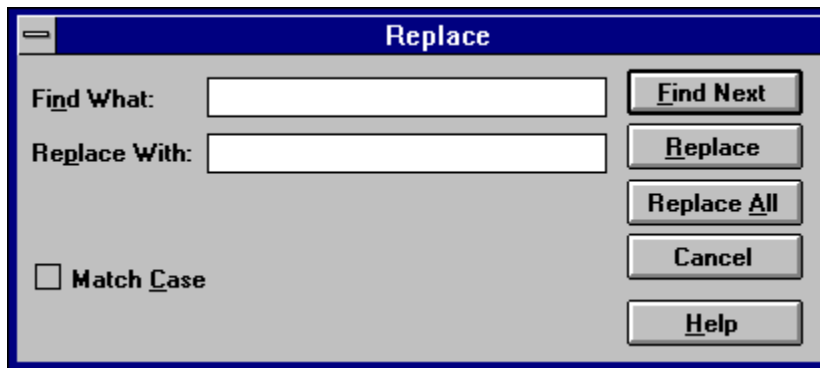 Replace
Find What:
Find Next
Replace With:
Replace
Replace All
Match Case
Cancel
Help